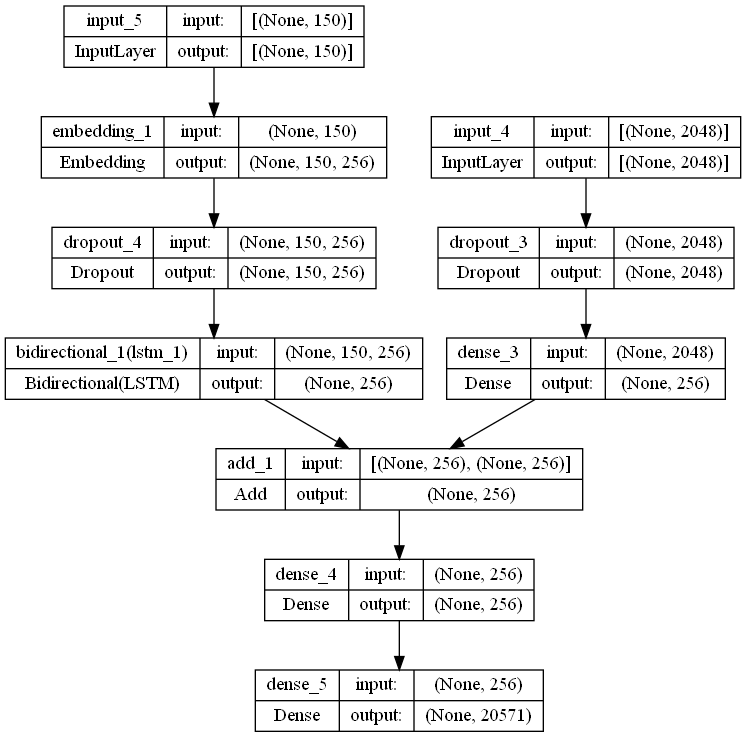 input_5 input: [(None, 150)]
InputLayer output: [(None, 150)]
embedding_1 input: (None, 150)
Embedding output: (None, 150, 256)
input_4 input: [(None, 2048)]
InputLayer output: [(None, 2048)]
dropout_4 input: (None, 150, 256)
Dropout output: (None, 150, 256)
dropout_3 input: (None, 2048)
Dropout output: (None, 2048)
bidirectional_1(lstm_1) input: (None, 150, 256)
Bidirectional(LSTM) output: (None, 256)
dense_3 input: (None, 2048)
Dense output: (None, 256)
add_1 input: [(None, 256), (None, 256)]
Add output: (None, 256)
dense_4 input: (None, 256)
Dense output: (None, 256)
dense_5 input: (None, 256)
Dense output: (None, 20571)